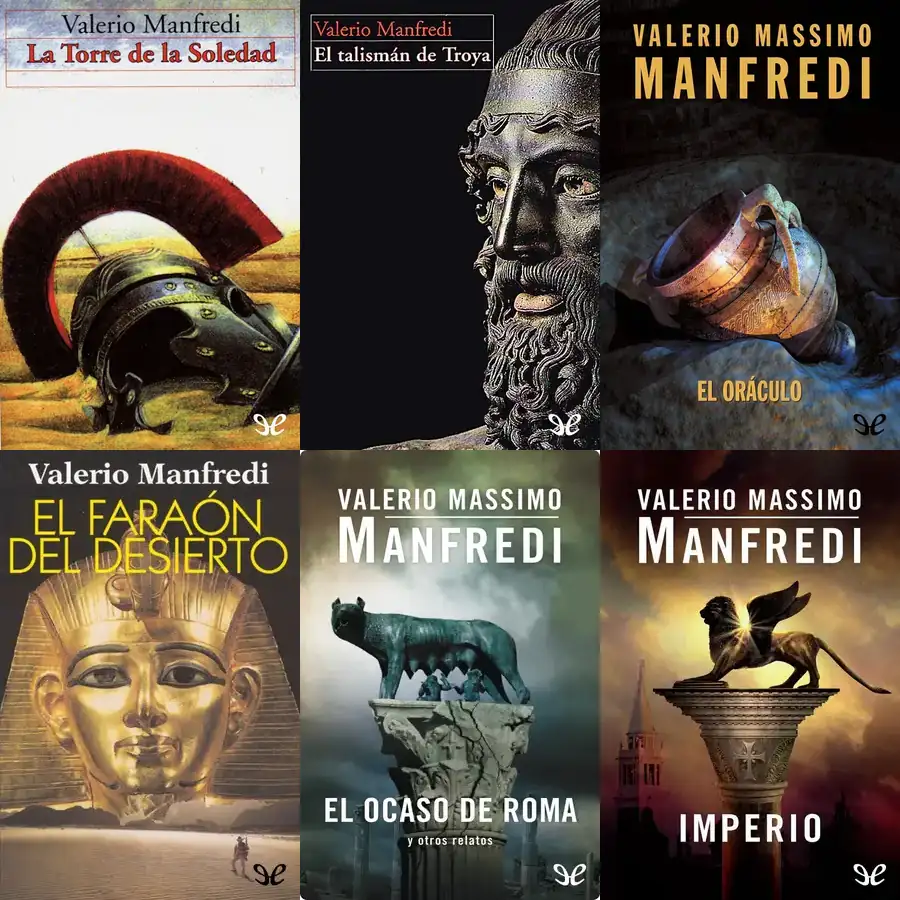 Valerio Manfredi
La Torre de la Soledad
Valerio Manfredi
El talismán de Troya
VALERIO MASSIMO
MANFREDI
EL ORÁCULO
Valerio Manfredi
EL FARAÓN
DEL DESIERTO
VALERIO MASSIMO
MANFREDI
EL OCASO DE ROMA
y otros relatos
VALERIO MASSIMO
MANFREDI
IMPERIO